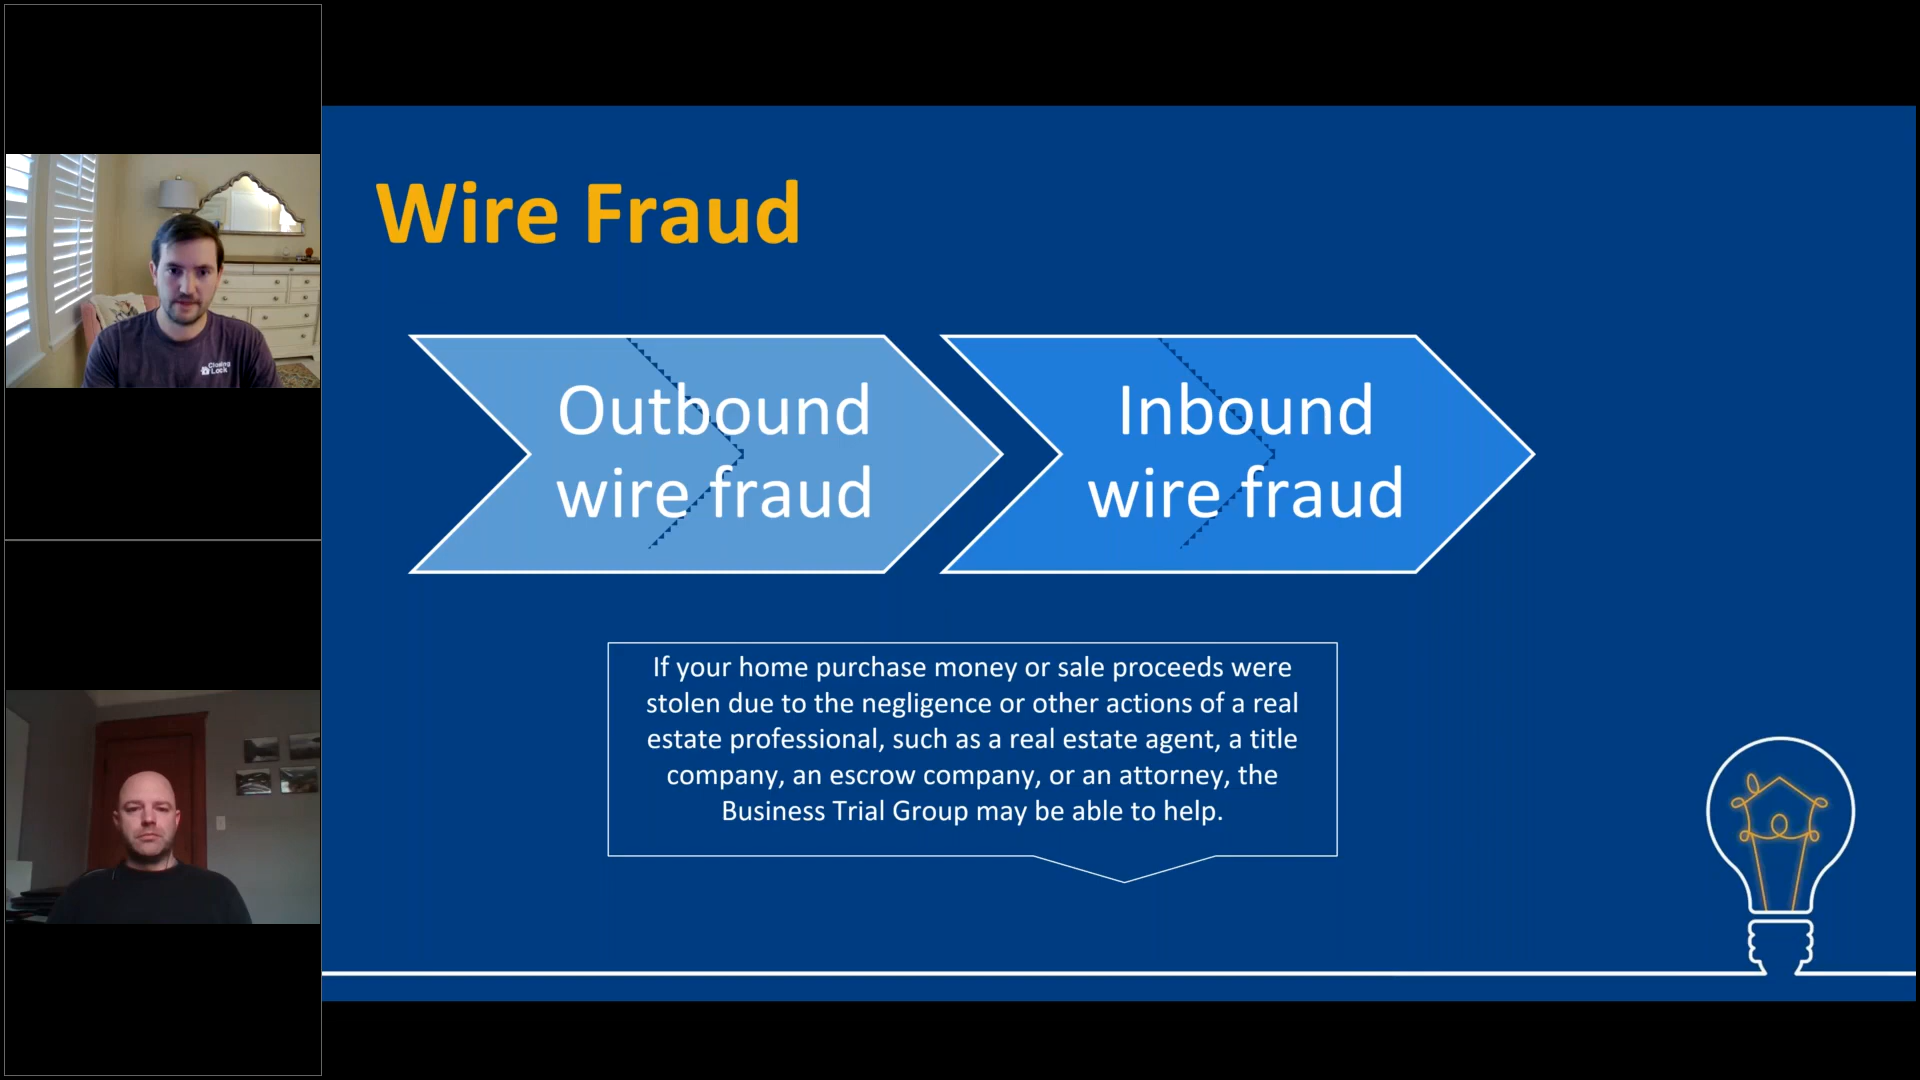 Wire Fraud
Outbound
wire fraud
Inbound
wire fraud
If your home purchase money or sale proceeds were
stolen due to the negligence or other actions of a real
estate professional, such as a real estate agent, a title
company, an escrow company, or an attorney, the
Business Trial Group may be able to help.
Closing
Lock